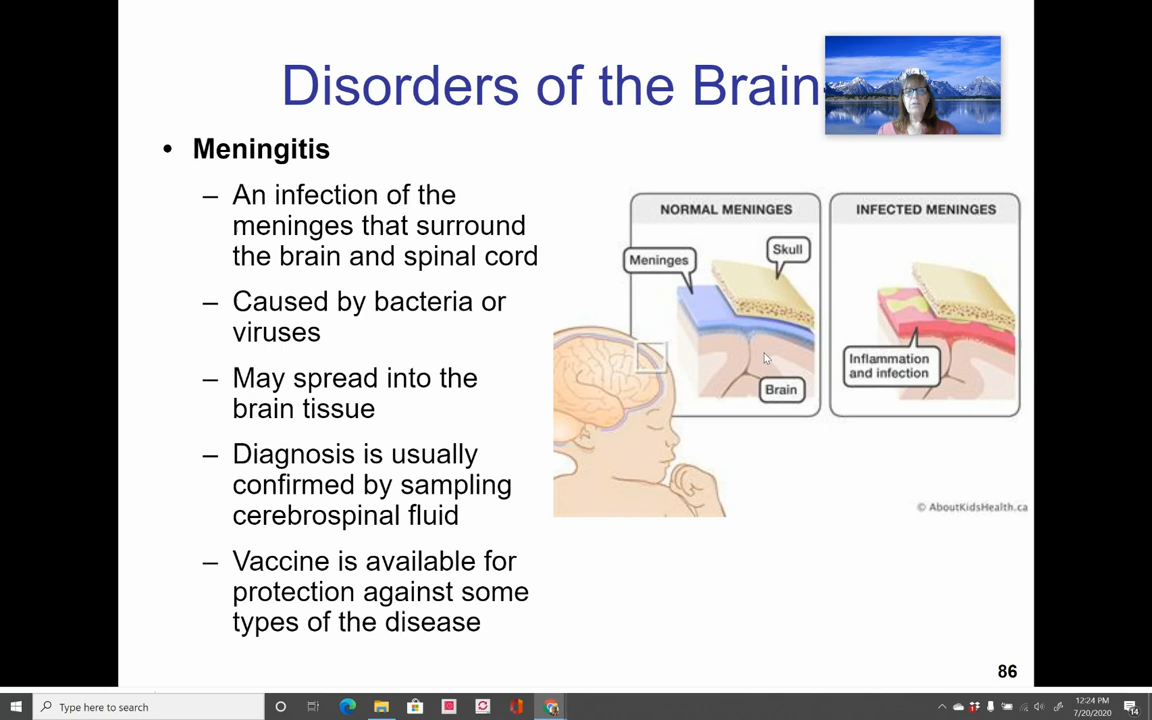 Disorders of the Brain
• Meningitis
– An infection of the
meninges that surround
the brain and spinal cord
– Caused by bacteria or
viruses
– May spread into the
brain tissue
– Diagnosis is usually
confirmed by sampling
cerebrospinal fluid
– Vaccine is available for
protection against some
types of the disease
NORMAL MENINGES
Meninges
Skull
Brain
INFECTED MENINGES
Inflammation
and infection
© AboutKidsHealth.ca
86
Type here to search
12:24 PM
7/20/2020
14